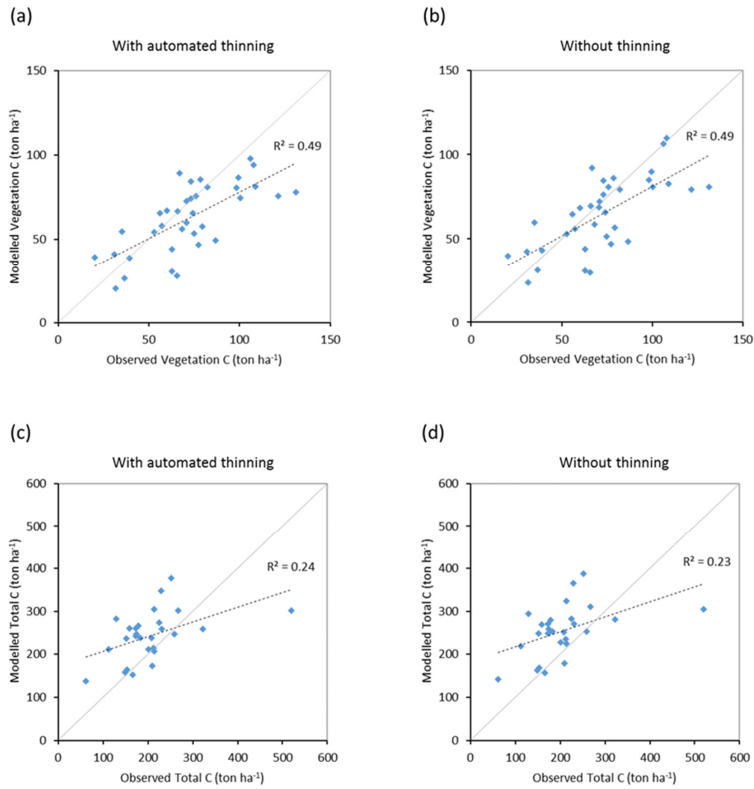 (a)
With automated thinning
150
100
50
0
0 50 100 150
R² = 0.49
Modelled Vegetation C (ton ha⁻¹)
Observed Vegetation C (ton ha⁻¹)
(b)
Without thinning
150
100
50
0
0 50 100 150
R² = 0.49
Modelled Vegetation C (ton ha⁻¹)
Observed Vegetation C (ton ha⁻¹)
(c)
With automated thinning
600
500
400
300
200
100
0
0 100 200 300 400 500 600
R² = 0.24
Modelled Total C (ton ha⁻¹)
Observed Total C (ton ha⁻¹)
(d)
Without thinning
600
500
400
300
200
100
0
0 100 200 300 400 500 600
R² = 0.23
Modelled Total C (ton ha⁻¹)
Observed Total C (ton ha⁻¹)